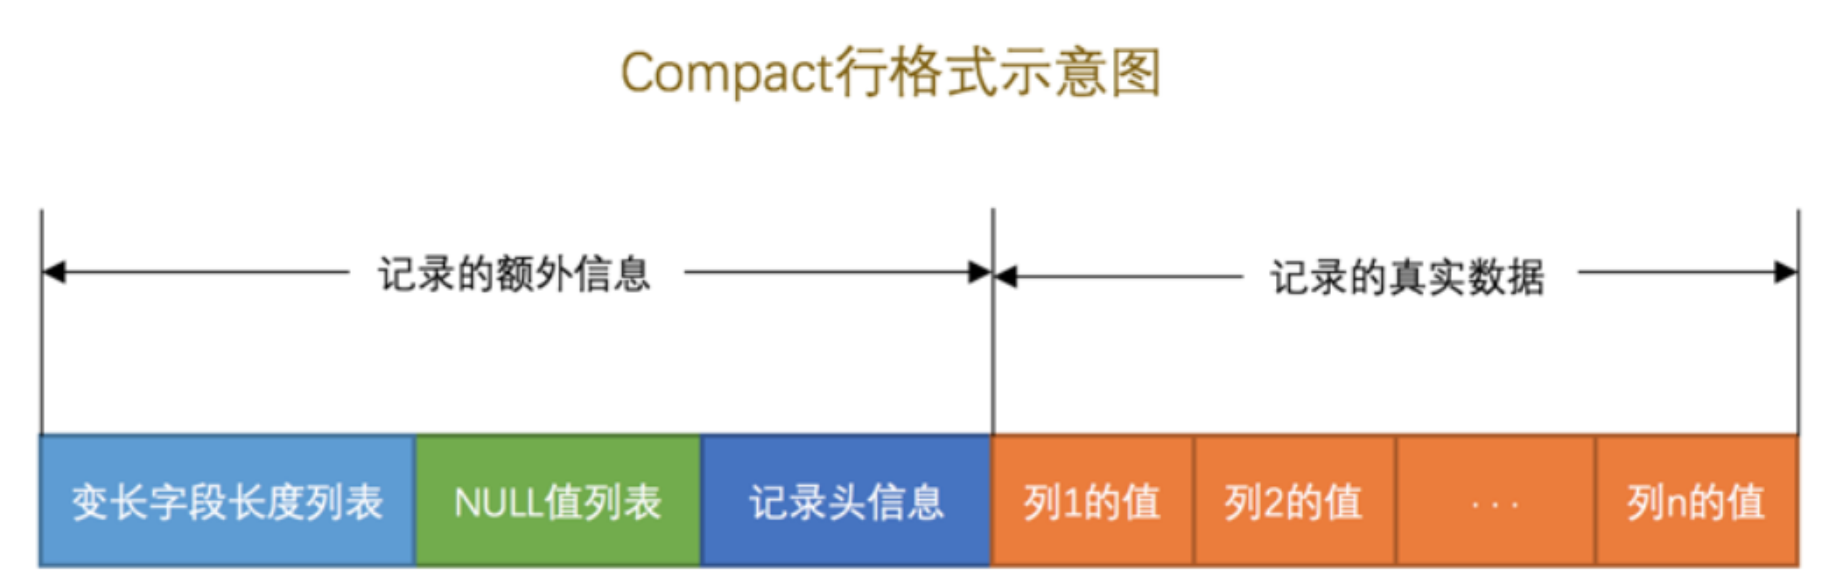 Compact行格式示意图
记录的额外信息
记录的真实数据
变长字段长度列表
NULL值列表
记录头信息
列1的值
列2的值
...
列n的值